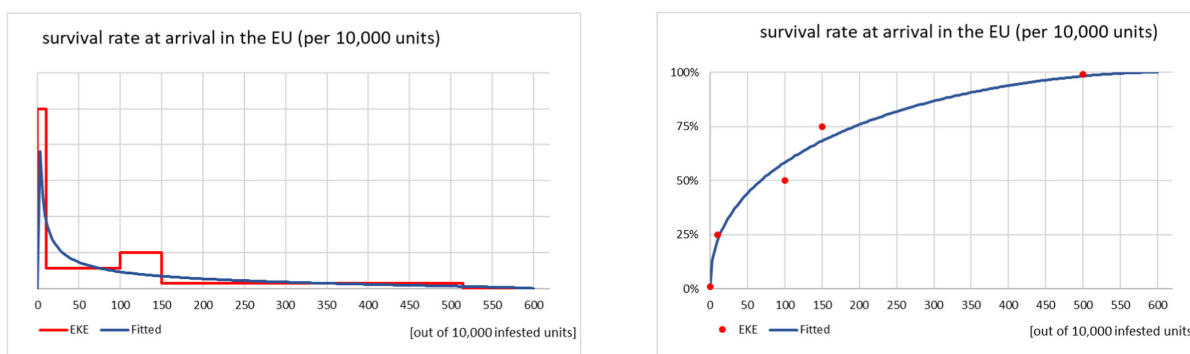 survival rate at arrival in the EU (per 10,000 units)
0 50 100 150 200 250 300 350 400 450 500 550 600
EKE Fitted
[out of 10,000 infested units]
survival rate at arrival in the EU (per 10,000 units)
100%
75%
50%
25%
0%
0 50 100 150 200 250 300 350 400 450 500 550 600
EKE Fitted
[out of 10,000 infested units